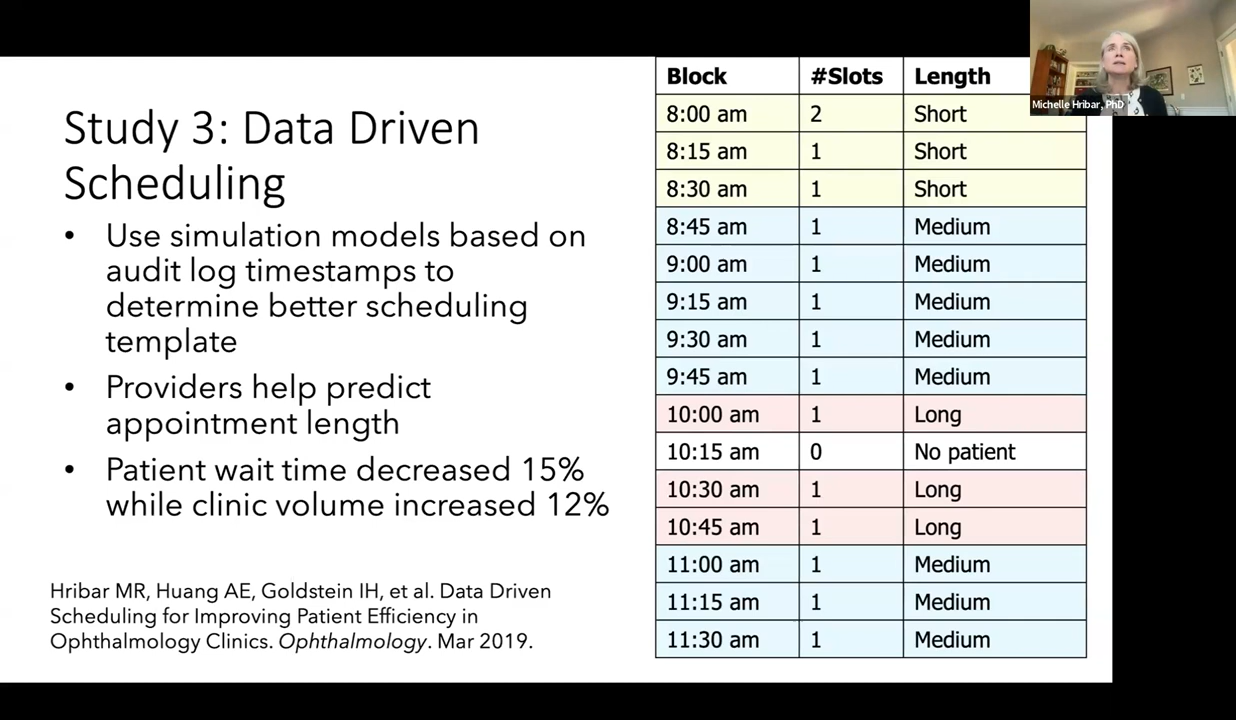 Study 3: Data Driven
Scheduling
• Use simulation models based on
audit log timestamps to
determine better scheduling
template
• Providers help predict
appointment length
• Patient wait time decreased 15%
while clinic volume increased 12%
Hribar MR, Huang AE, Goldstein IH, et al. Data Driven
Scheduling for Improving Patient Efficiency in
Ophthalmology Clinics. Ophthalmology. Mar 2019.
Block #Slots Length
8:00 am 2 Short
8:15 am 1 Short
8:30 am 1 Short
8:45 am 1 Medium
9:00 am 1 Medium
9:15 am 1 Medium
9:30 am 1 Medium
9:45 am 1 Medium
10:00 am 1 Long
10:15 am 0 No patient
10:30 am 1 Long
10:45 am 1 Long
11:00 am 1 Medium
11:15 am 1 Medium
11:30 am 1 Medium
Michelle Hribar, PhD